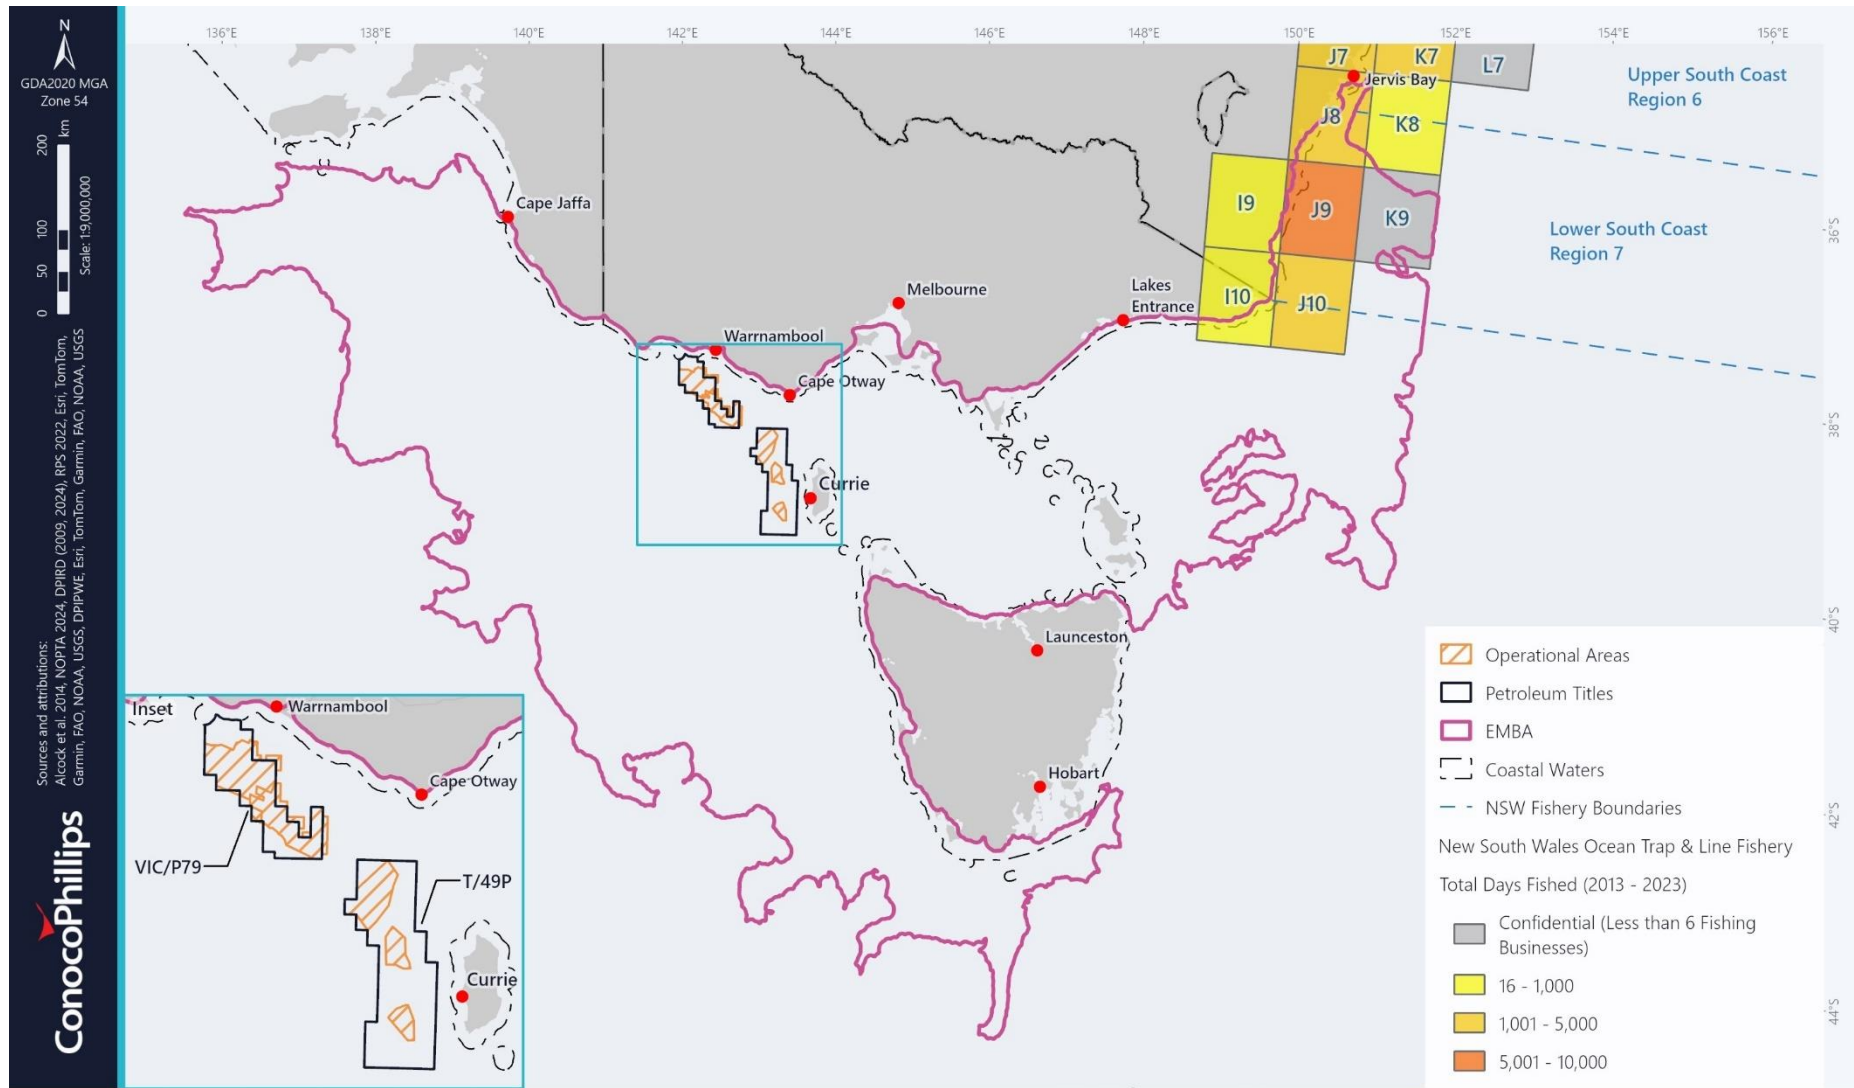 N
GDA2020 MGA
Zone 54
0 50 100 200
km
Scale: 1:9,000,000
Sources and attributions:
Alcock et al. 2014, NOPTA 2024, DPIRD (2009, 2024), RPS 2022, Esri, TomTom,
Garmin, FAO, NOAA, USGS, DPIPWE, Esri, TomTom, Garmin, FAO, NOAA, USGS
ConocoPhillips
136°E 138°E 140°E 142°E 144°E 146°E 148°E 150°E 152°E 154°E 156°E
36°S
38°S
40°S
42°S
44°S
J7 K7 L7
Jervis Bay
J8 K8
I9 J9 K9
I10 J10
Upper South Coast
Region 6
Lower South Coast
Region 7
Cape Jaffa
Melbourne
Lakes
Entrance
Warrnambool
Cape Otway
Currie
Launceston
Hobart
Inset
Warrnambool
Cape Otway
VIC/P79
T/49P
Currie
Operational Areas
Petroleum Titles
EMBA
Coastal Waters
NSW Fishery Boundaries
New South Wales Ocean Trap & Line Fishery
Total Days Fished (2013 - 2023)
Confidential (Less than 6 Fishing
Businesses)
16 - 1,000
1,001 - 5,000
5,001 - 10,000